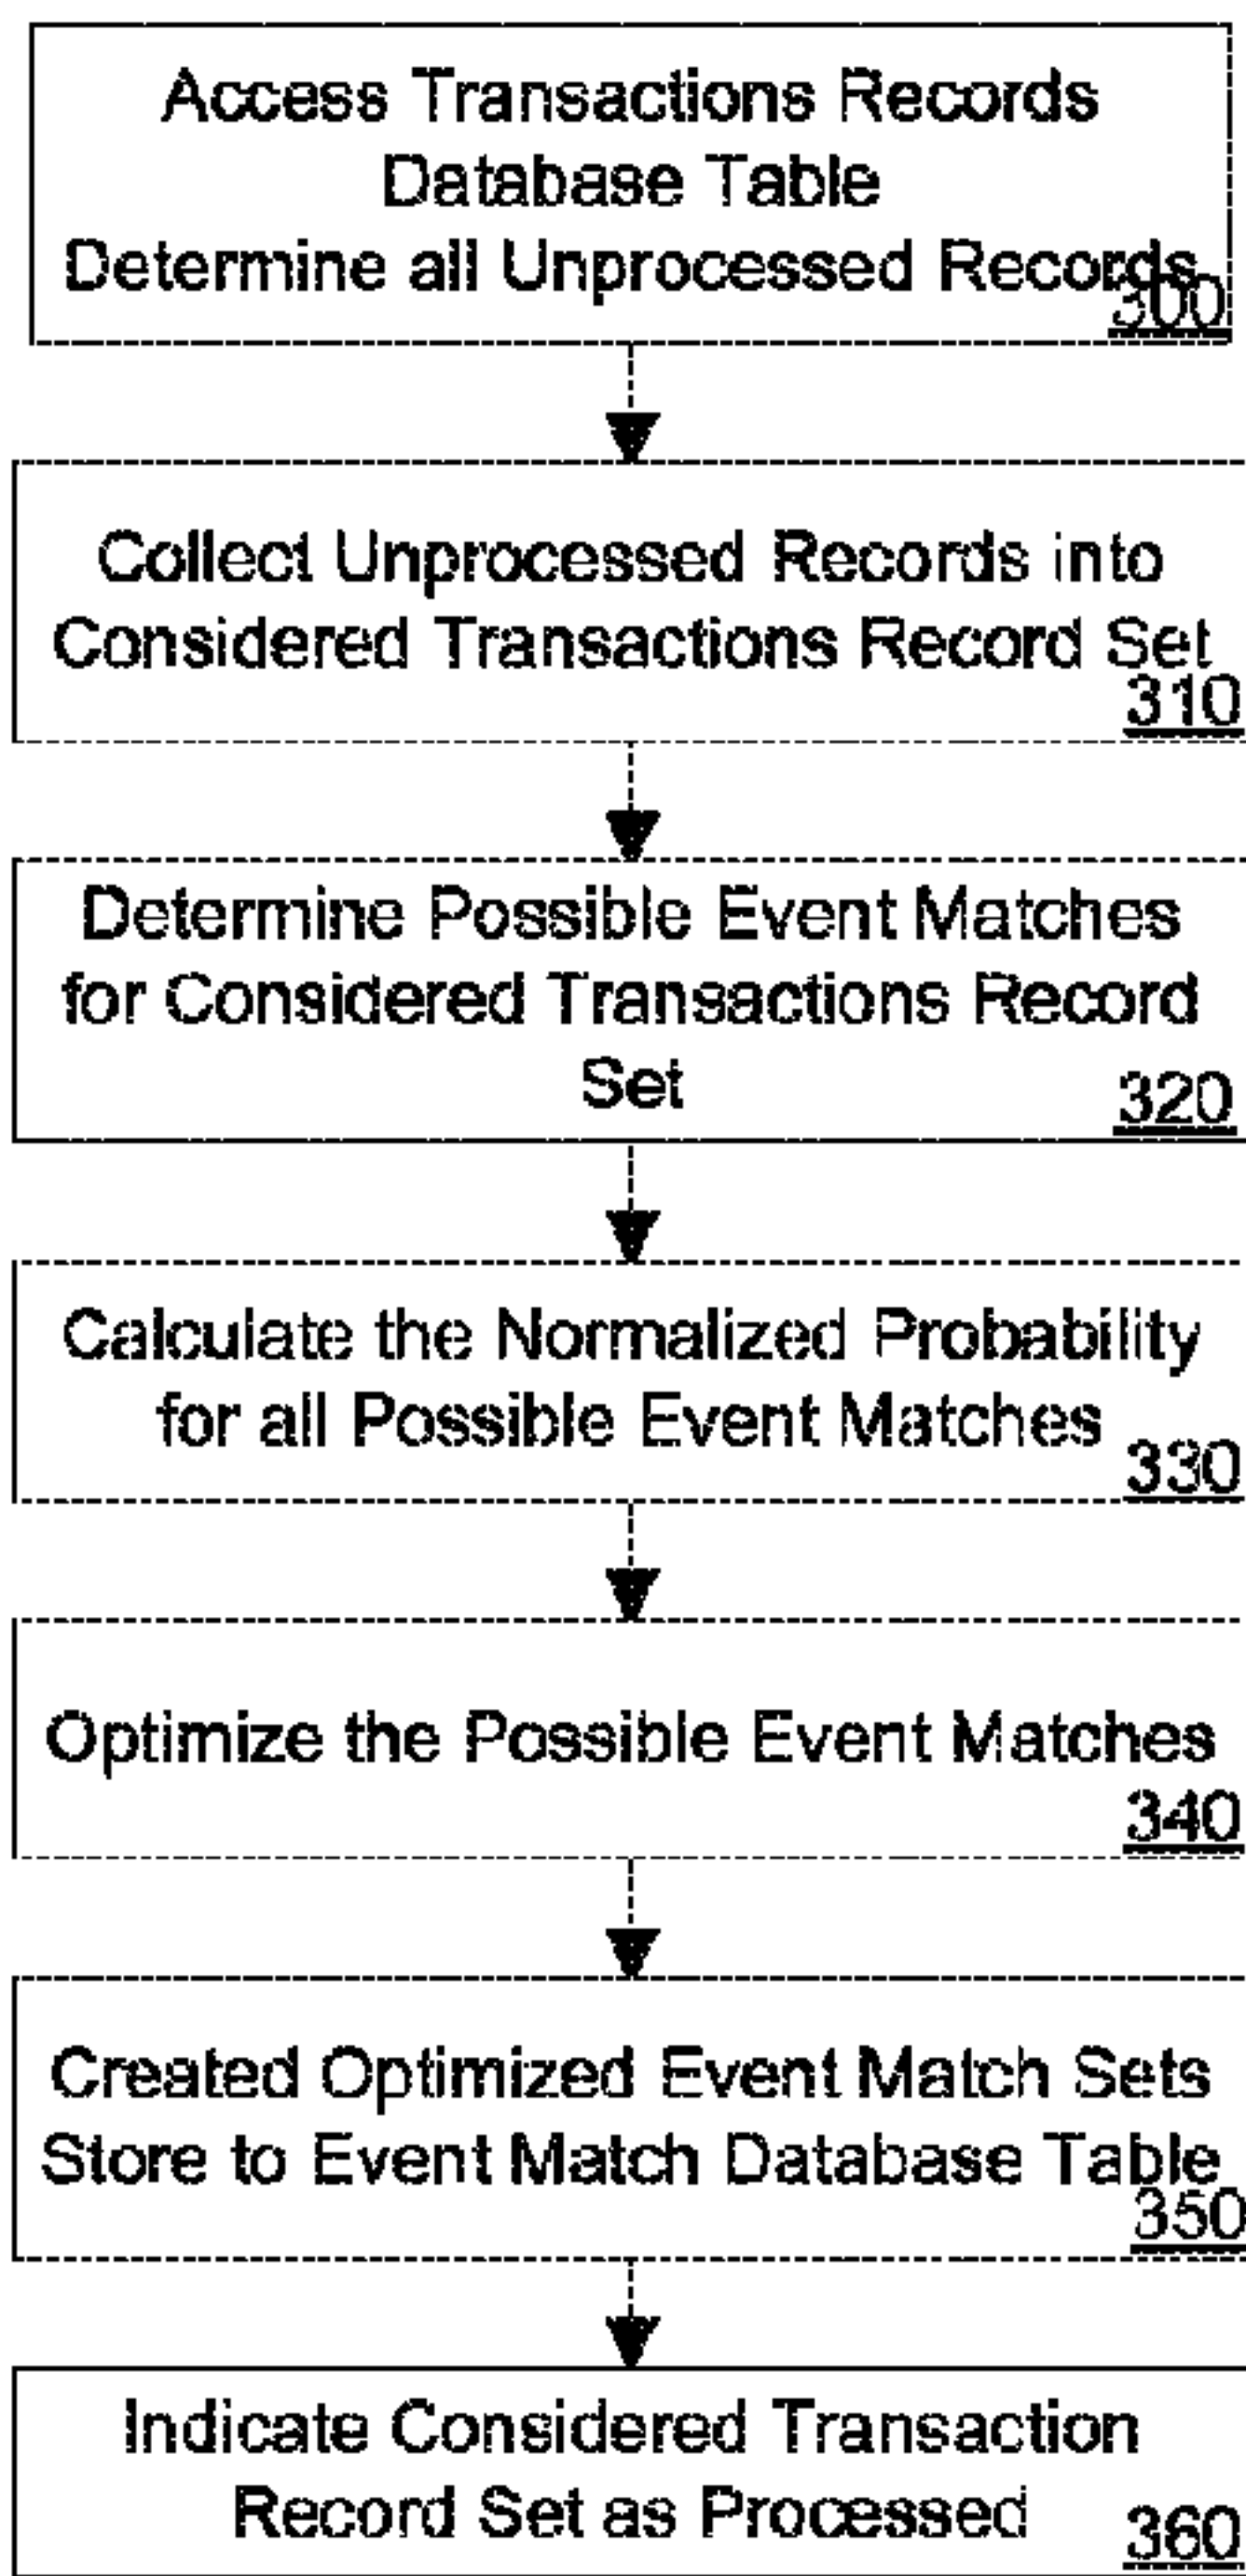 Access Transactions Records
Database Table
Determine all Unprocessed Records
300
Collect Unprocessed Records into
Considered Transactions Record Set
310
Determine Possible Event Matches
for Considered Transactions Record
Set
320
Calculate the Normalized Probability
for all Possible Event Matches
330
Optimize the Possible Event Matches
340
Created Optimized Event Match Sets
Store to Event Match Database Table
350
Indicate Considered Transaction
Record Set as Processed
360